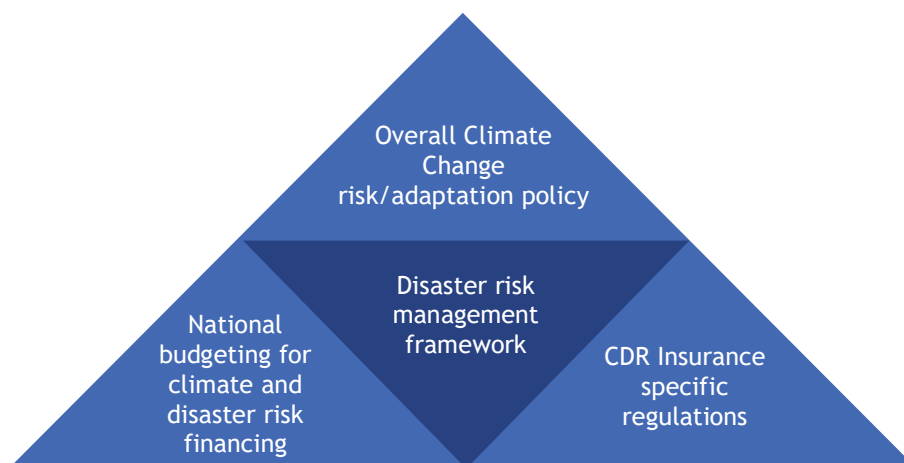 Overall Climate
Change
risk/adaptation policy
Disaster risk
management
framework
National
budgeting for
climate and
disaster risk
financing
CDR Insurance
specific
regulations